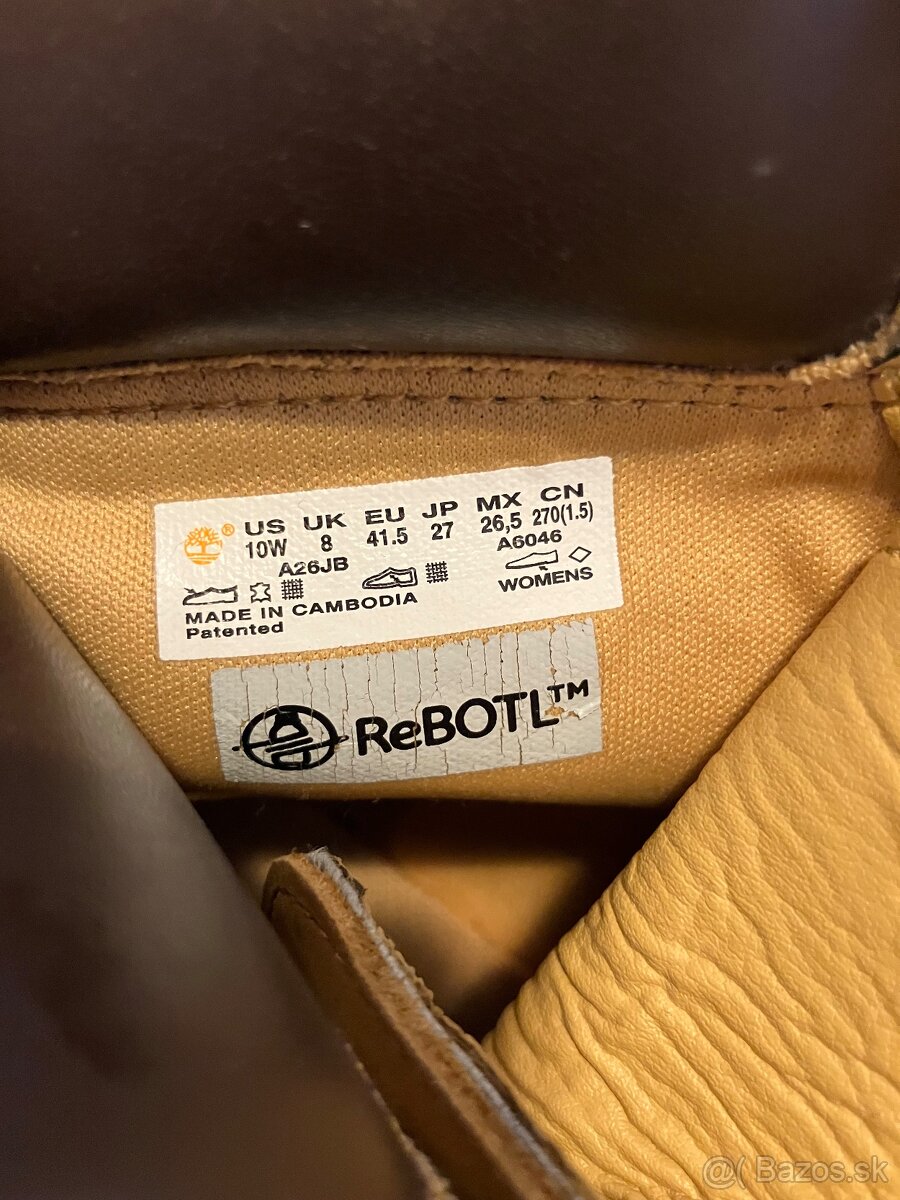 ® US UK EU JP MX CN
10W 8 41.5 27 26,5 270(1.5)
A26JB A6046
WOMENS
MADE IN CAMBODIA
Patented
ReBOTL™
@( Bazos.sk